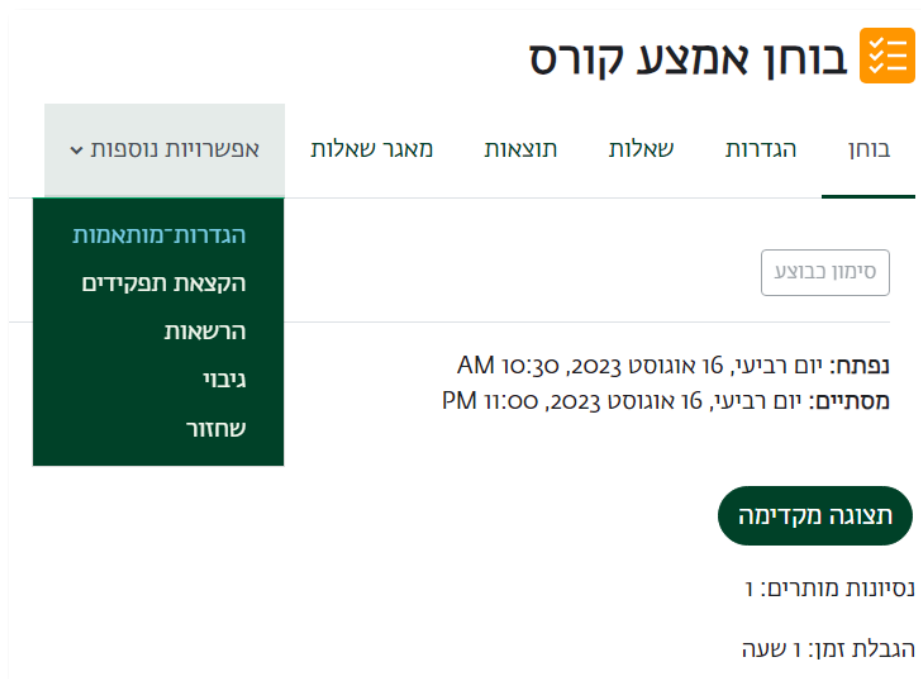 בוחן אמצע קורס
בוחן הגדרות שאלות תוצאות מאגר שאלות אפשרויות נוספות
הגדרות־מותאמות
הקצאת תפקידים
הרשאות
גיבוי
שחזור
סימון כבוצע
נפתח: יום רביעי, 16 אוגוסט 2023, 10:30 AM
מסתיים: יום רביעי, 16 אוגוסט 2023, 11:00 PM
תצוגה מקדימה
נסיונות מותרים: 1
הגבלת זמן: 1 שעה